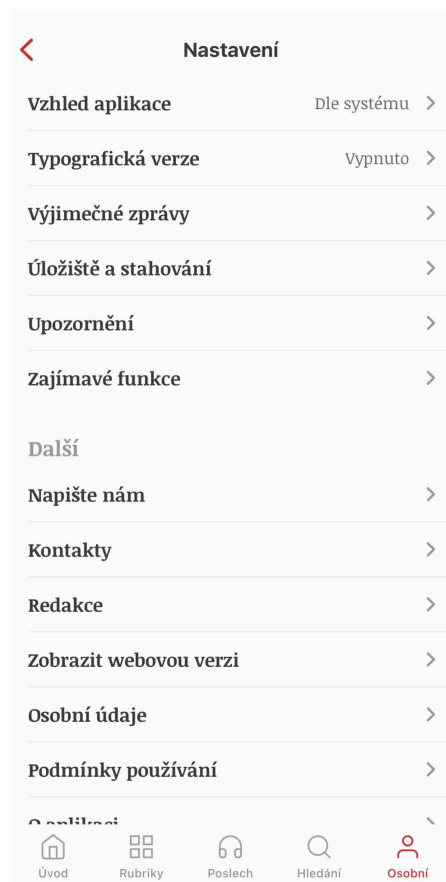 Nastavení
Vzhled aplikace Dle systému
Typografická verze Vypnuto
Výjimečné zprávy
Úložiště a stahování
Upozornění
Zajímavé funkce
Další
Napište nám
Kontakty
Redakce
Zobrazit webovou verzi
Osobní údaje
Podmínky používání
O aplikaci
Úvod Rubriky Poslech Hledání Osobní